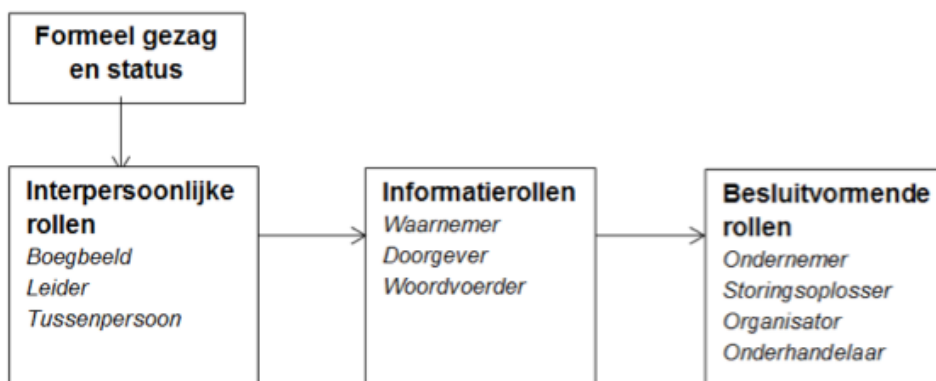 Formeel gezag
en status
Interpersoonlijke
rollen
Boegbeeld
Leider
Tussenpersoon
Informatierollen
Waarnemer
Doorgever
Woordvoerder
Besluitvormende
rollen
Ondernemer
Storingsoplosser
Organisator
Onderhandelaar